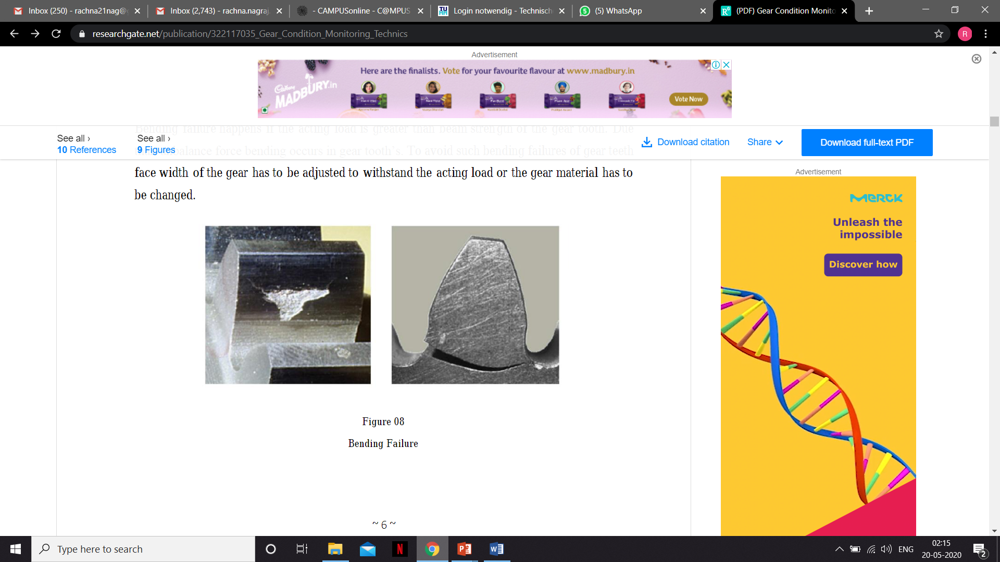 Inbox (250) - rachna21nag@g
Inbox (2,743) - rachna.nagraj
- CAMPUSonline - C@MPUS
Login notwendig - Technisch
(5) WhatsApp
(PDF) Gear Condition Monito
researchgate.net/publication/322117035_Gear_Condition_Monitoring_Technics
R
Advertisement
Here are the finalists. Vote for your favourite flavour at www.madbury.in
Cadbury
MADBURY.in
Vote Now
Bending failure happens if the acting load is greater than beam strength of the gear tooth. Due
balance force bending occurs in gear tooth's. To avoid such bending failures of gear teeth
See all ›
10 References
See all ›
9 Figures
Download citation
Share
Download full-text PDF
face width of the gear has to be adjusted to withstand the acting load or the gear material has to
be changed.
Figure 08
Bending Failure
~ 6 ~
Advertisement
MERCK
Unleash the
impossible
Discover how
Type here to search
ENG
02:15
20-05-2020
2